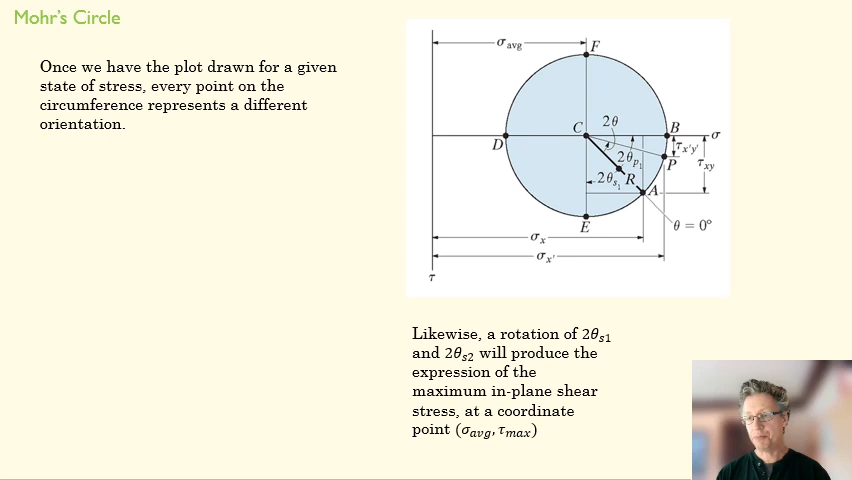 Mohr's Circle
Once we have the plot drawn for a given
state of stress, every point on the
circumference represents a different
orientation.
σavg
F
C
2θ
B
σ
D
τx'y'
2θp1
P
τxy
2θs1
R
A
E
θ = 0°
σx
σx'
τ
Likewise, a rotation of 2θs1
and 2θs2 will produce the
expression of the
maximum in-plane shear
stress, at a coordinate
point (σavg, τmax)